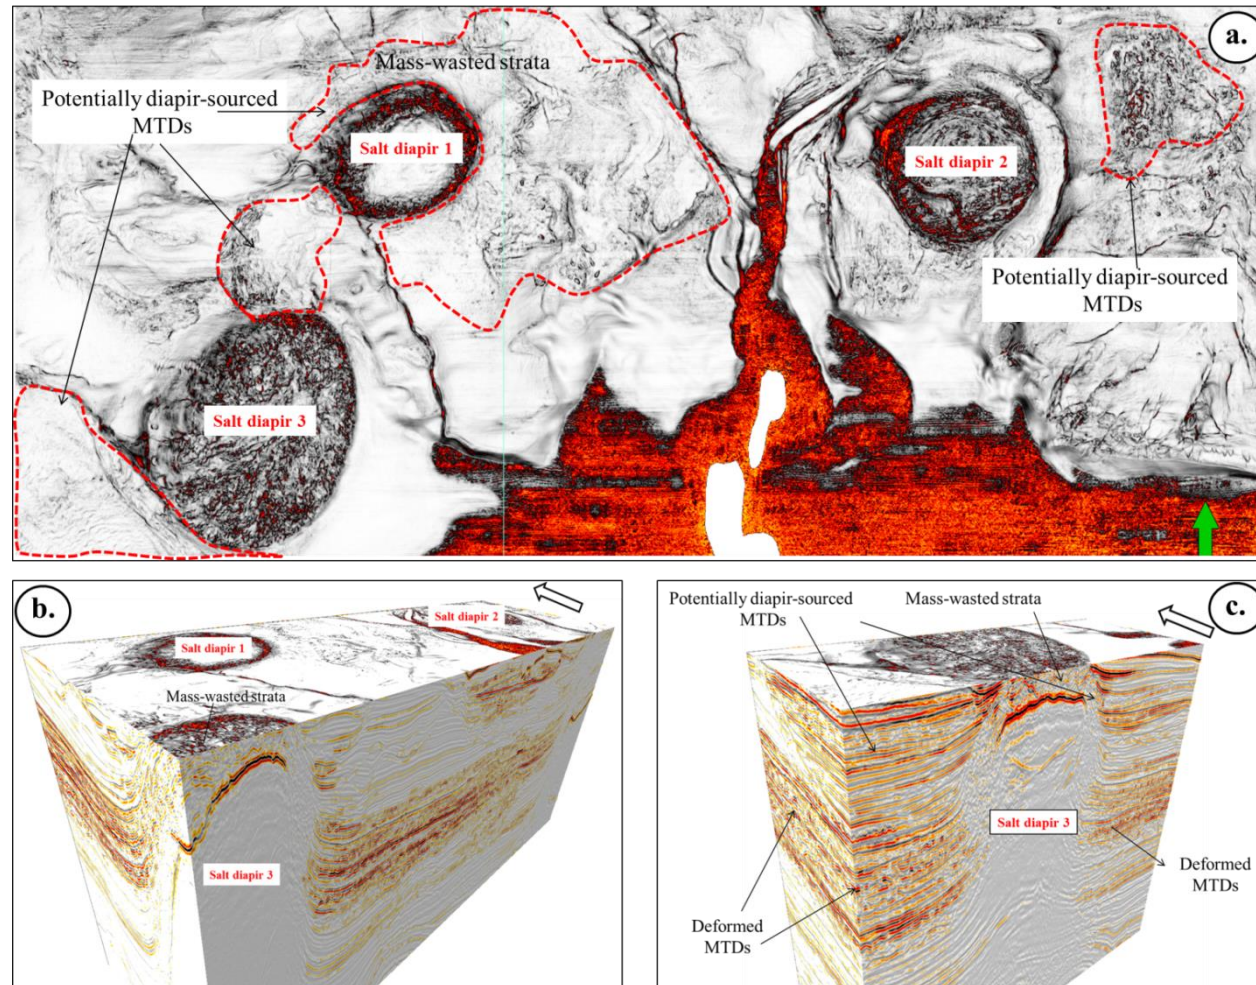 a.
Mass-wasted strata
Potentially diapir-sourced
MTDs
Salt diapir 1
Salt diapir 2
Potentially diapir-sourced
MTDs
Salt diapir 3
b.
Salt diapir 2
Salt diapir 1
Mass-wasted strata
Salt diapir 3
c.
Potentially diapir-sourced
MTDs
Mass-wasted strata
Salt diapir 3
Deformed
MTDs
Deformed
MTDs